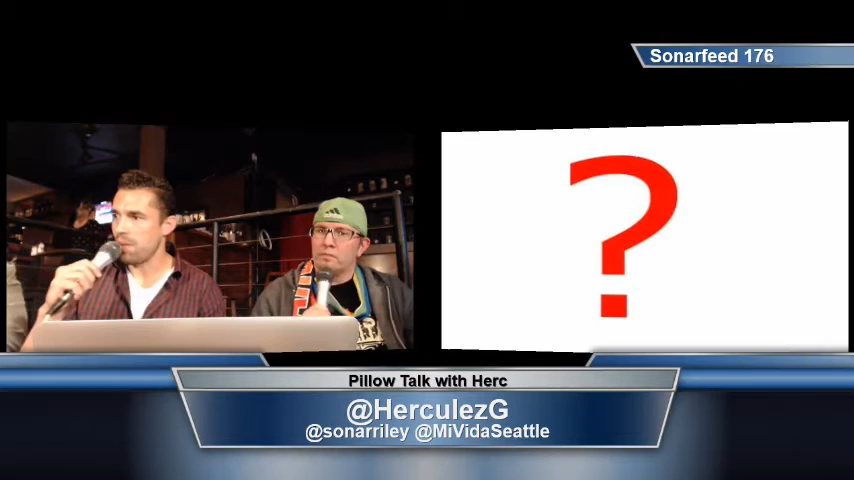 Sonarfeed 176
?
Pillow Talk with Herc
@HerculezG
@sonarriley @MiVidaSeattle